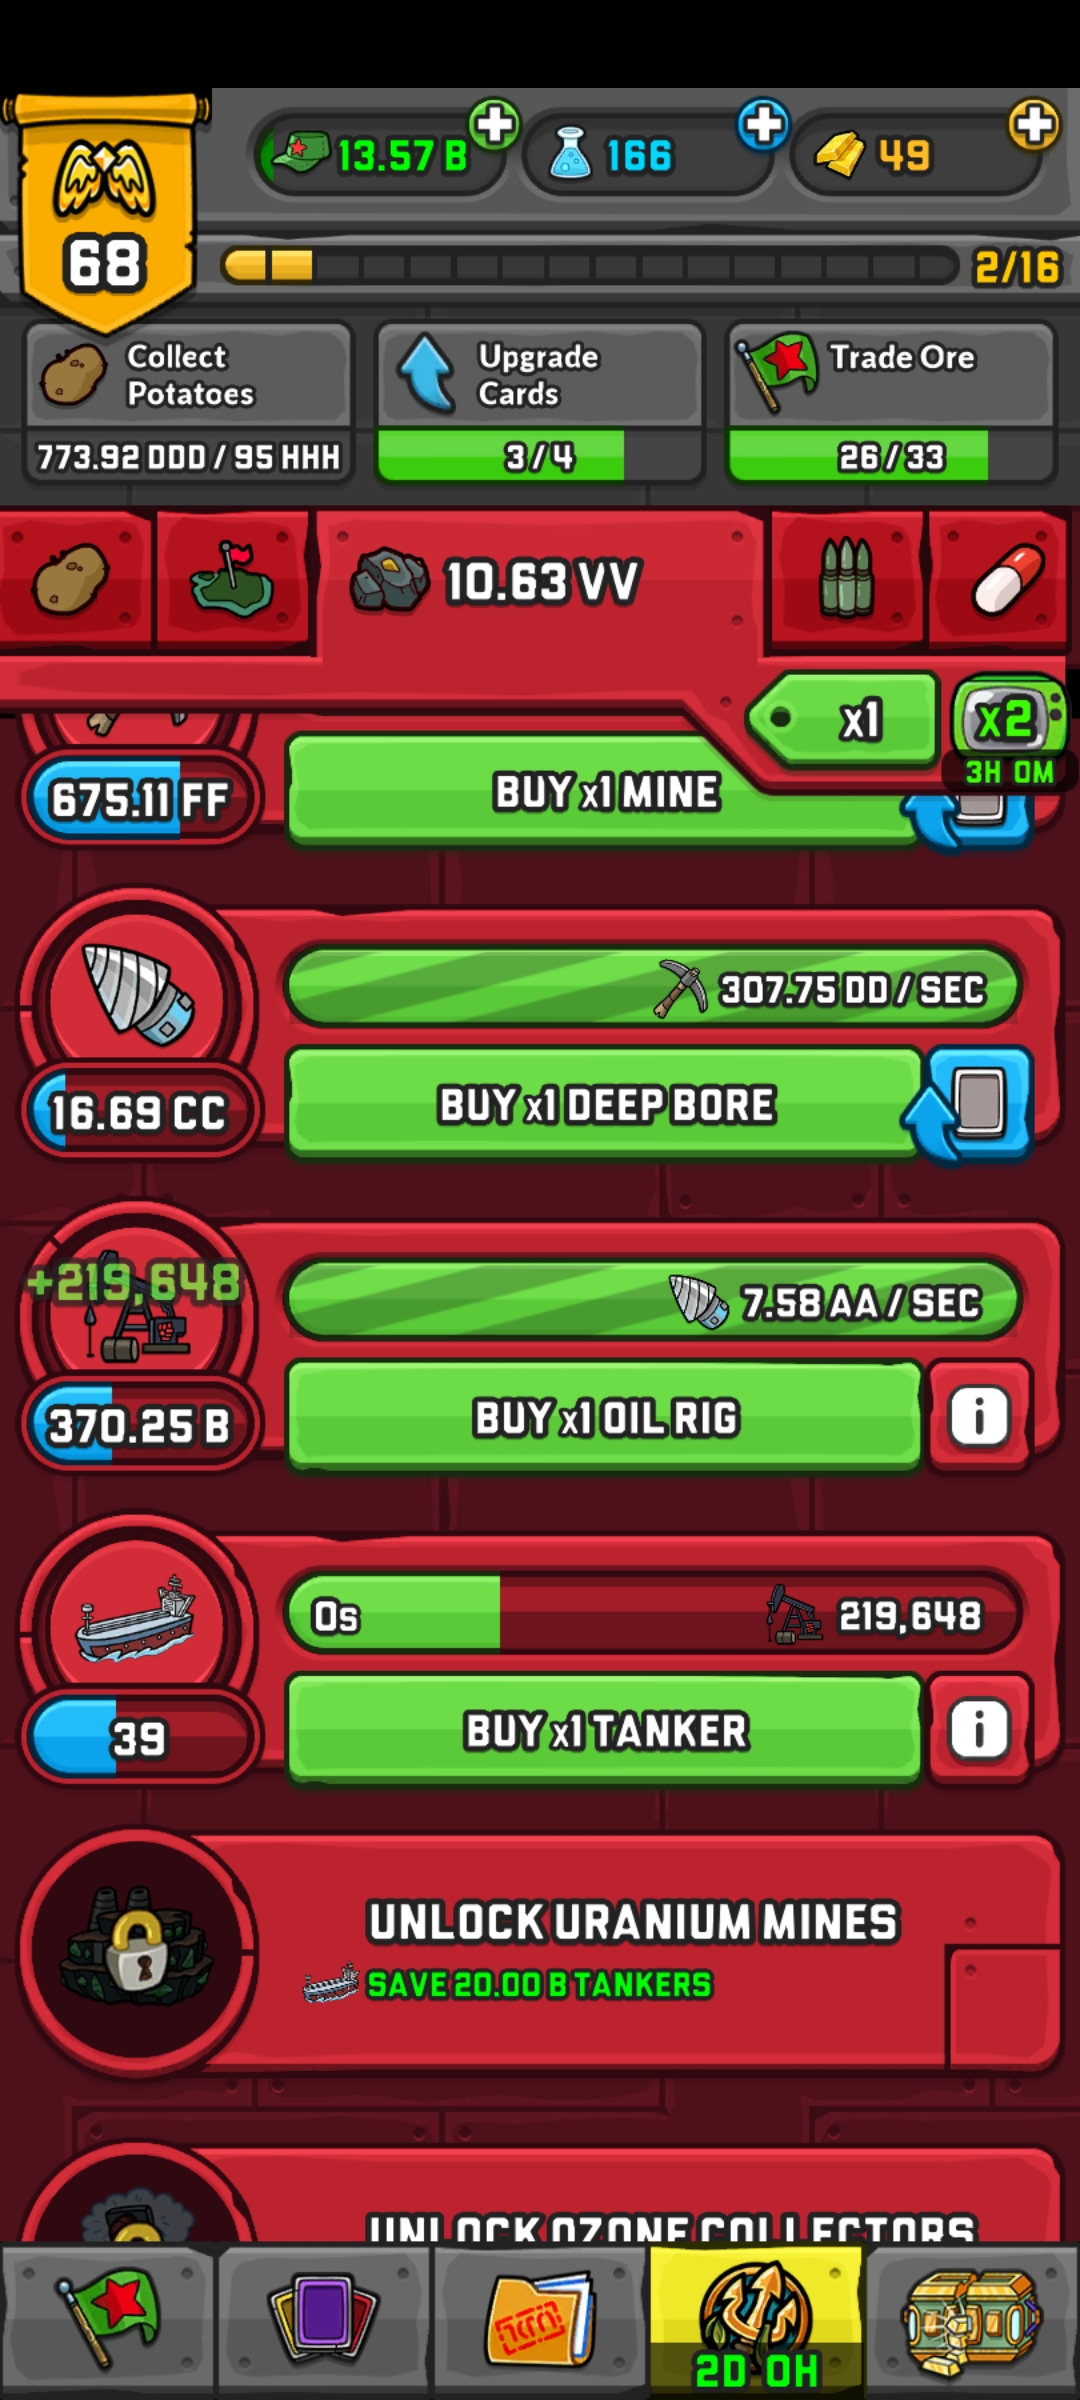 13.57 B
166
49
68
2/16
Collect
Potatoes
773.92 DDD / 95 HHH
Upgrade
Cards
3/4
Trade Ore
26/33
10.63 VV
x1
x2
3H 0M
675.11 FF
BUY x1 MINE
307.75 DD / SEC
16.69 CC
BUY x1 DEEP BORE
+219,648
7.58 AA / SEC
370.25 B
BUY x1 OIL RIG
i
0s
219,648
39
BUY x1 TANKER
i
UNLOCK URANIUM MINES
SAVE 20.00 B TANKERS
UNLOCK OZONE COLLECTORS
2D 0H